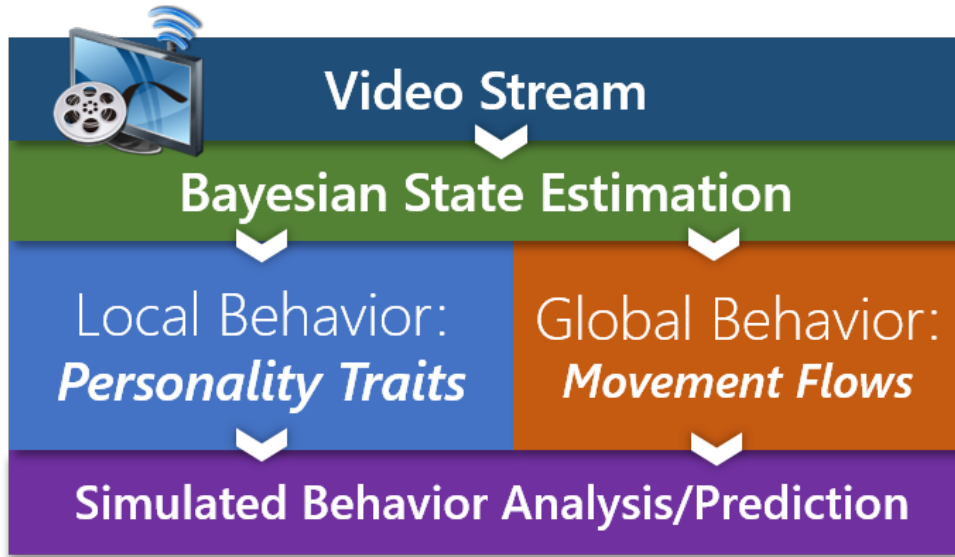 Video Stream
Bayesian State Estimation
Local Behavior:
Personality Traits
Global Behavior:
Movement Flows
Simulated Behavior Analysis/Prediction